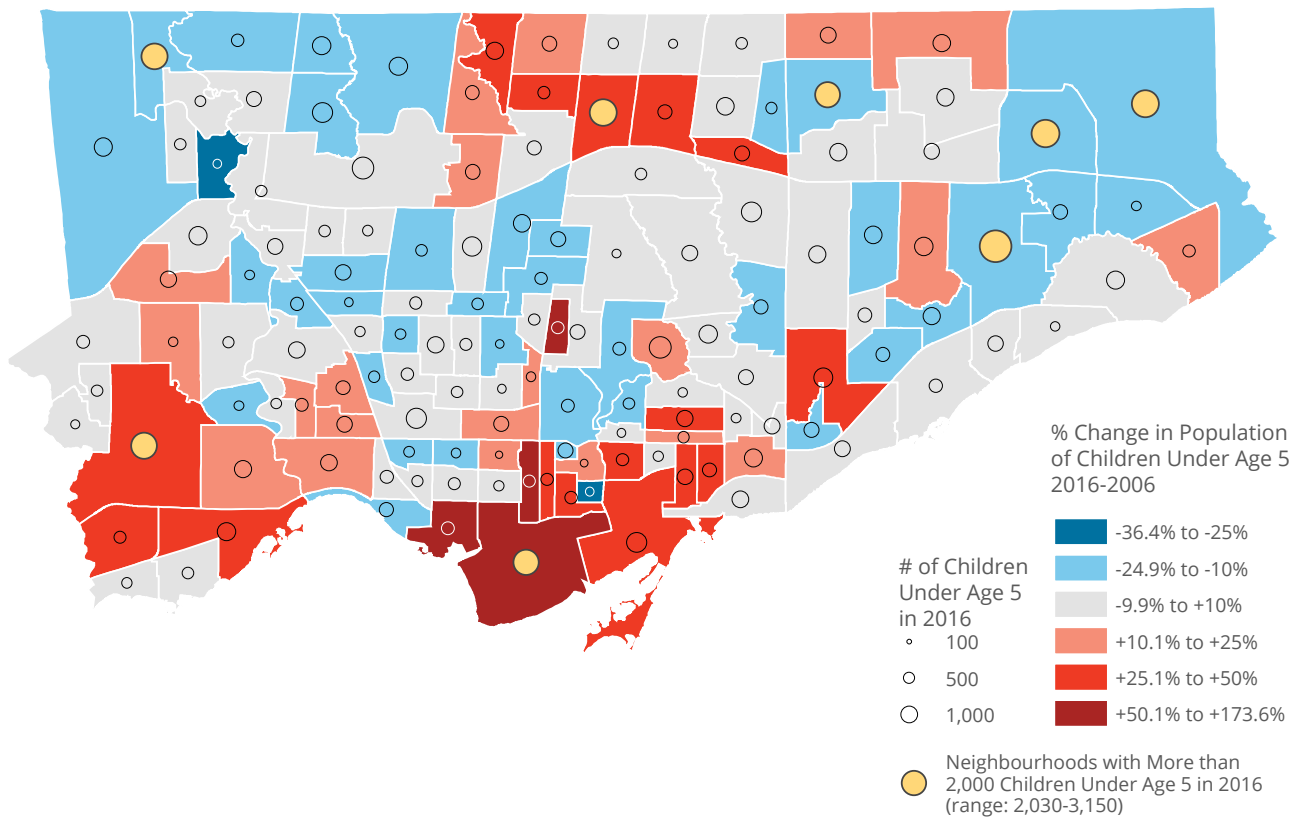 % Change in Population
of Children Under Age 5
2016-2006
-36.4% to -25%
-24.9% to -10%
-9.9% to +10%
+10.1% to +25%
+25.1% to +50%
+50.1% to +173.6%
# of Children
Under Age 5
in 2016
100
500
1,000
Neighbourhoods with More than
2,000 Children Under Age 5 in 2016
(range: 2,030-3,150)